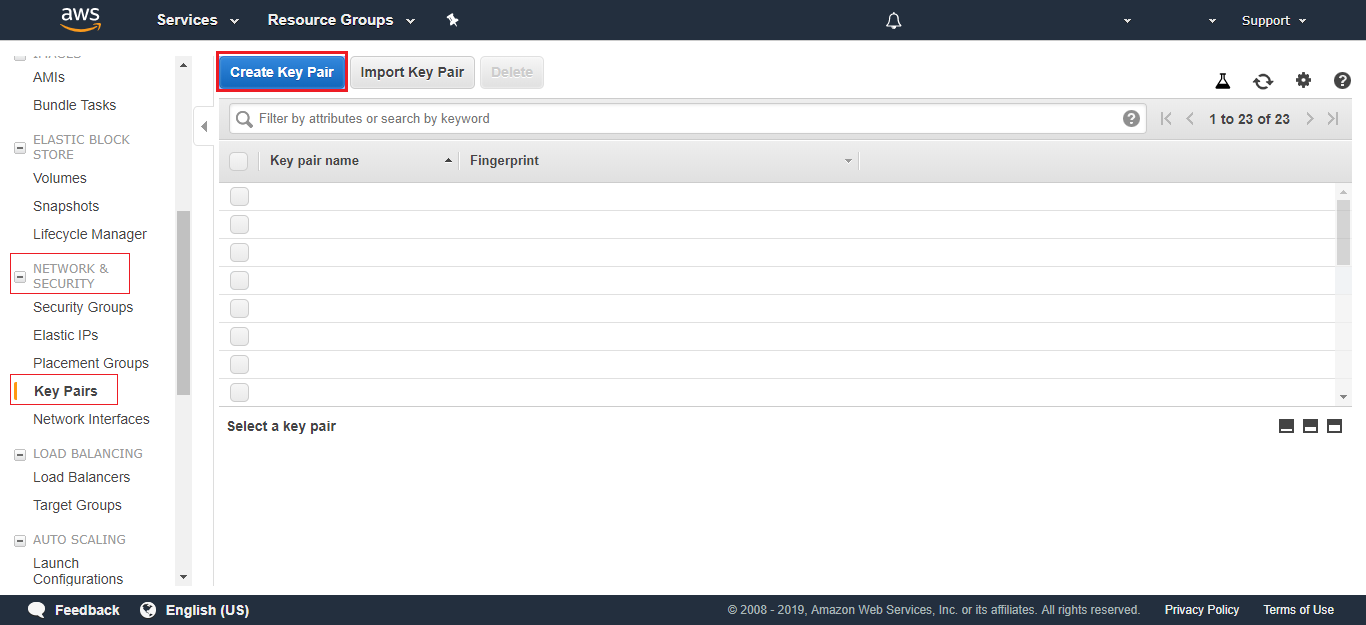 aws Services Resource Groups Support
IMAGES
AMIs
Bundle Tasks
ELASTIC BLOCK
STORE
Volumes
Snapshots
Lifecycle Manager
NETWORK &
SECURITY
Security Groups
Elastic IPs
Placement Groups
Key Pairs
Network Interfaces
LOAD BALANCING
Load Balancers
Target Groups
AUTO SCALING
Launch
Configurations
Create Key Pair Import Key Pair Delete
Filter by attributes or search by keyword 1 to 23 of 23
Key pair name Fingerprint
Select a key pair
Feedback English (US) © 2008 - 2019, Amazon Web Services, Inc. or its affiliates. All rights reserved. Privacy Policy Terms of Use